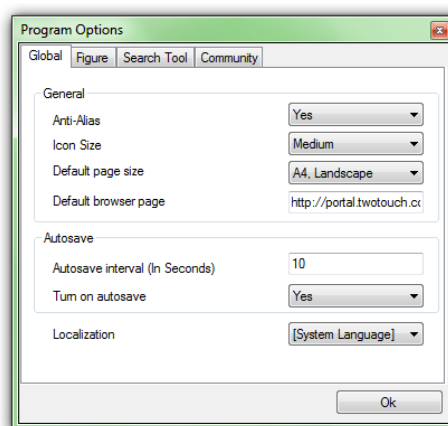 Program Options
Global Figure Search Tool Community
General
Anti-Alias Yes
Icon Size Medium
Default page size A4, Landscape
Default browser page http://portal.twotouch.cc
Autosave
Autosave interval (In Seconds) 10
Turn on autosave Yes
Localization [System Language]
Ok